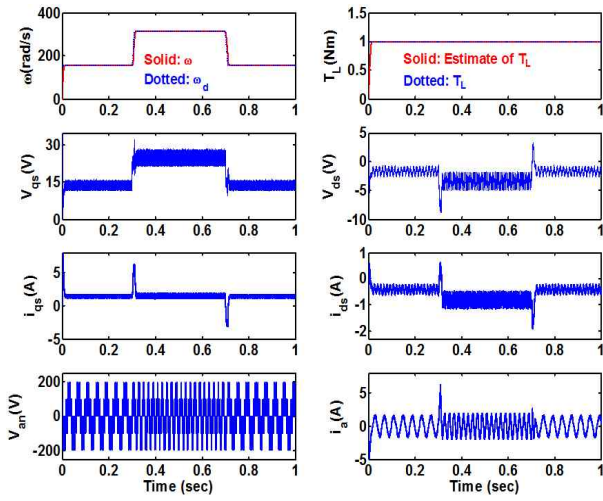 400
300
200
100
0
ω(rad/s)
Solid: ω
Dotted: ω_d
0 0.2 0.4 0.6 0.8 1
1.5
1
0.5
0
T_L (Nm)
Solid: Estimate of T_L
Dotted: T_L
0 0.2 0.4 0.6 0.8 1
30
15
0
V_qs(V)
0 0.2 0.4 0.6 0.8 1
5
0
-5
-10
V_ds(V)
0 0.2 0.4 0.6 0.8 1
5
0
-5
i_qs(A)
0 0.2 0.4 0.6 0.8 1
1
0
-1
-2
i_ds(A)
0 0.2 0.4 0.6 0.8 1
200
0
-200
V_an(V)
0 0.2 0.4 0.6 0.8 1
Time (sec)
5
0
-5
i_a(A)
0 0.2 0.4 0.6 0.8 1
Time (sec)